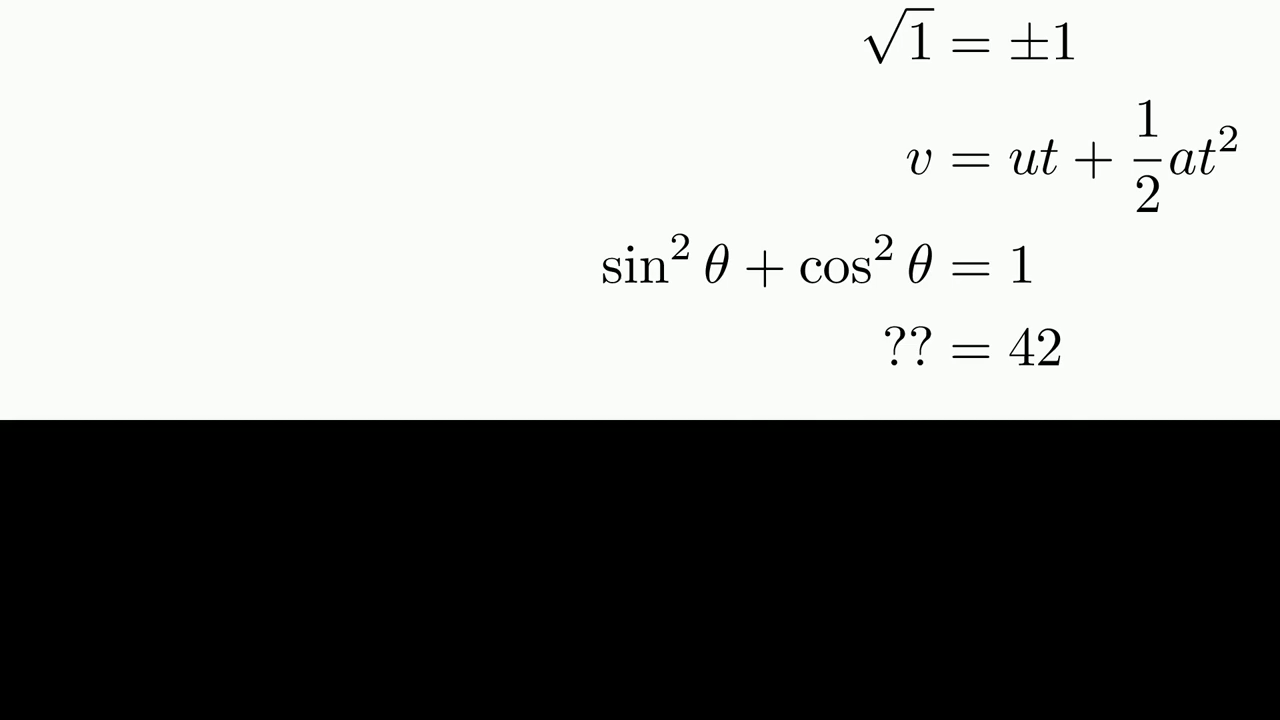 √1 = ±1
v = ut + 1/2 at²
sin² θ + cos² θ = 1
?? = 42